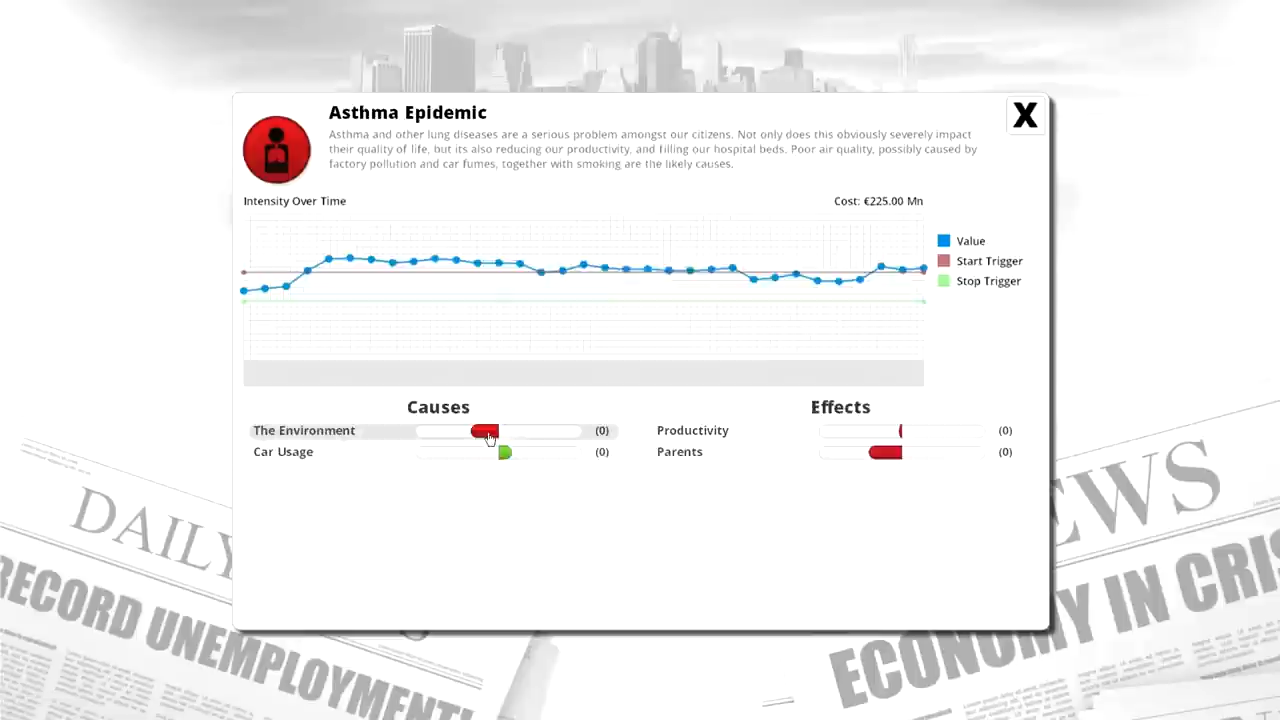 Asthma Epidemic
X
Asthma and other lung diseases are a serious problem amongst our citizens. Not only does this obviously severely impact
their quality of life, but its also reducing our productivity, and filling our hospital beds. Poor air quality, possibly caused by
factory pollution and car fumes, together with smoking are the likely causes.
Intensity Over Time
Cost: €225.00 Mn
Value
Start Trigger
Stop Trigger
Causes
Effects
The Environment
(0)
Productivity
(0)
Car Usage
(0)
Parents
(0)
DAILY
EWS
RECORD UNEMPLOYMENT
ECONOMY IN CRIS